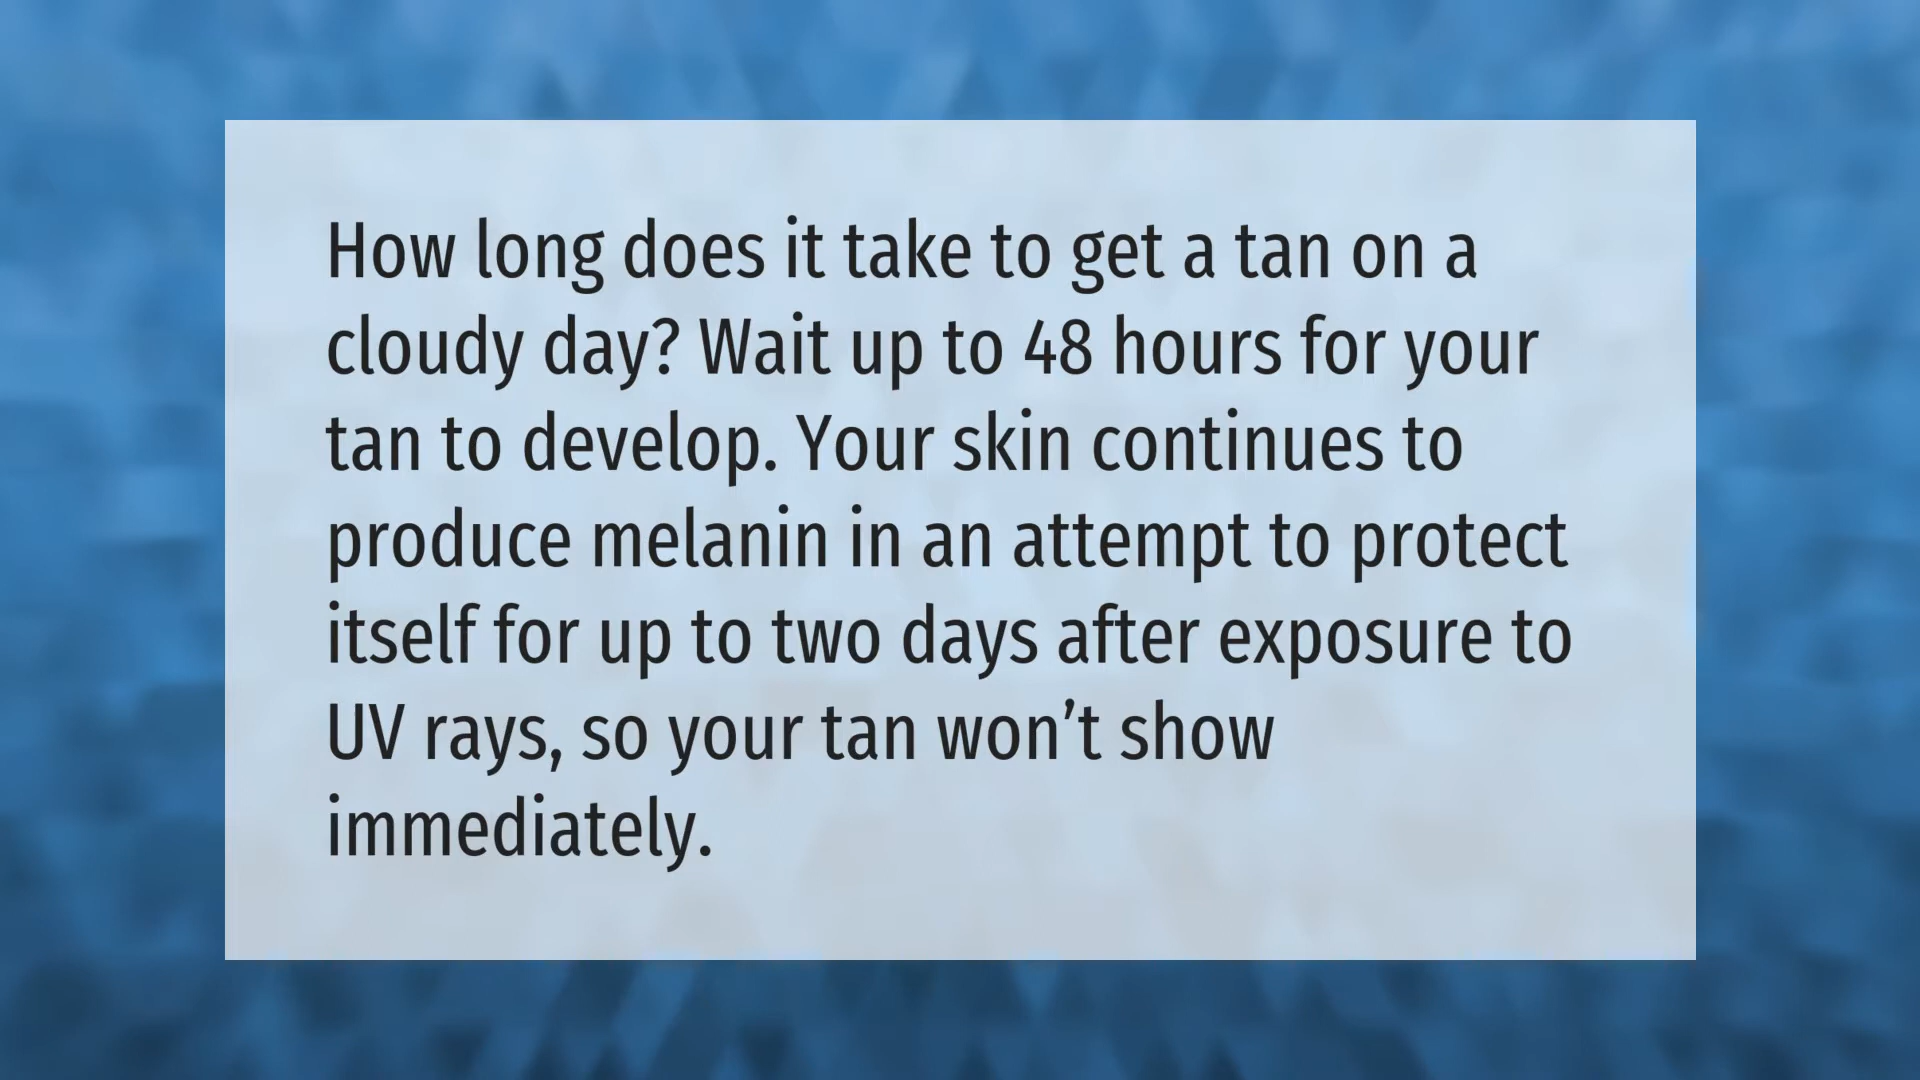 How long does it take to get a tan on a
cloudy day? Wait up to 48 hours for your
tan to develop. Your skin continues to
produce melanin in an attempt to protect
itself for up to two days after exposure to
UV rays, so your tan won’t show
immediately.